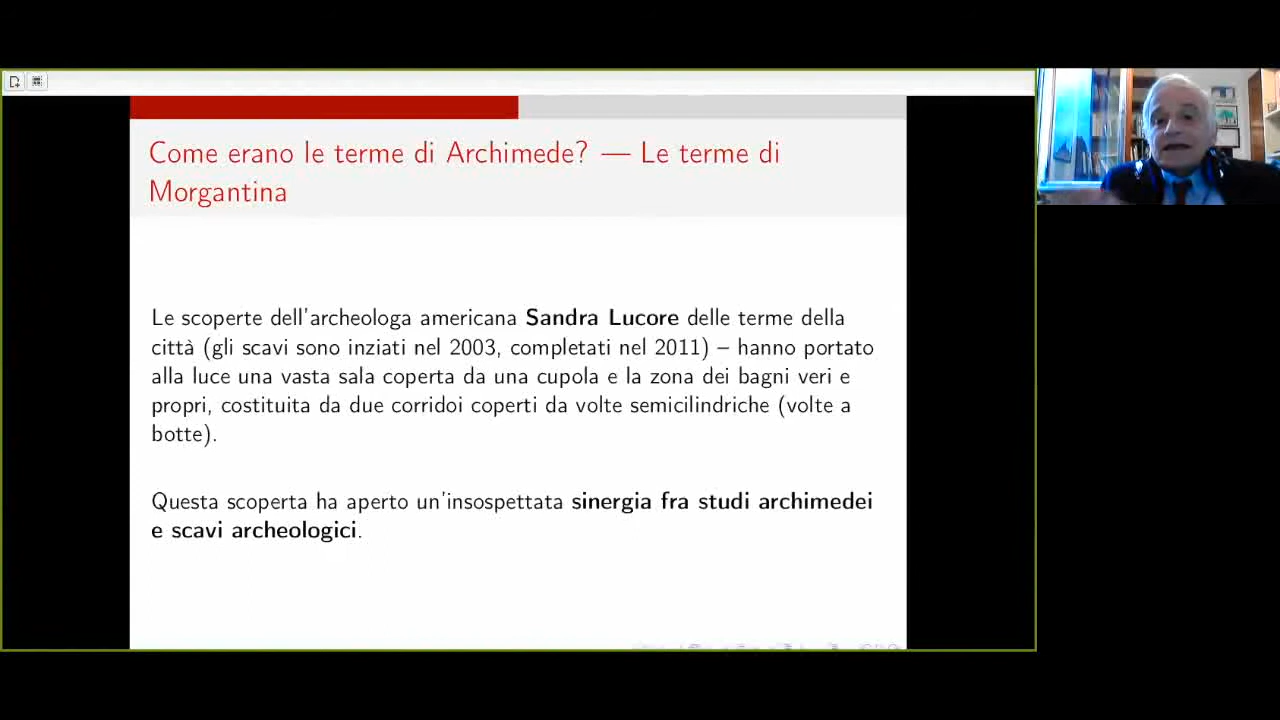 Come erano le terme di Archimede? — Le terme di
Morgantina
Le scoperte dell'archeologa americana Sandra Lucore delle terme della
città (gli scavi sono inziati nel 2003, completati nel 2011) – hanno portato
alla luce una vasta sala coperta da una cupola e la zona dei bagni veri e
propri, costituita da due corridoi coperti da volte semicilindriche (volte a
botte).
Questa scoperta ha aperto un'insospettata sinergia fra studi archimedei
e scavi archeologici.